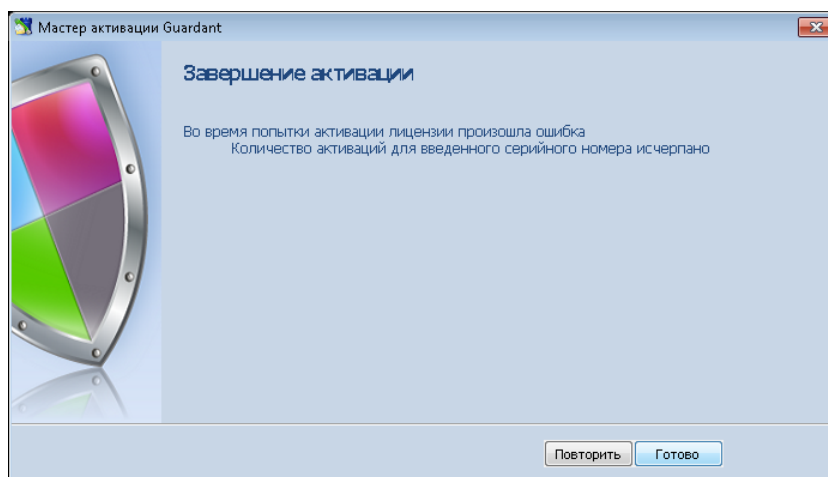 Мастер активации Guardant
Завершение активации
Во время попытки активации лицензии произошла ошибка
Количество активаций для введенного серийного номера исчерпано
Повторить
Готово